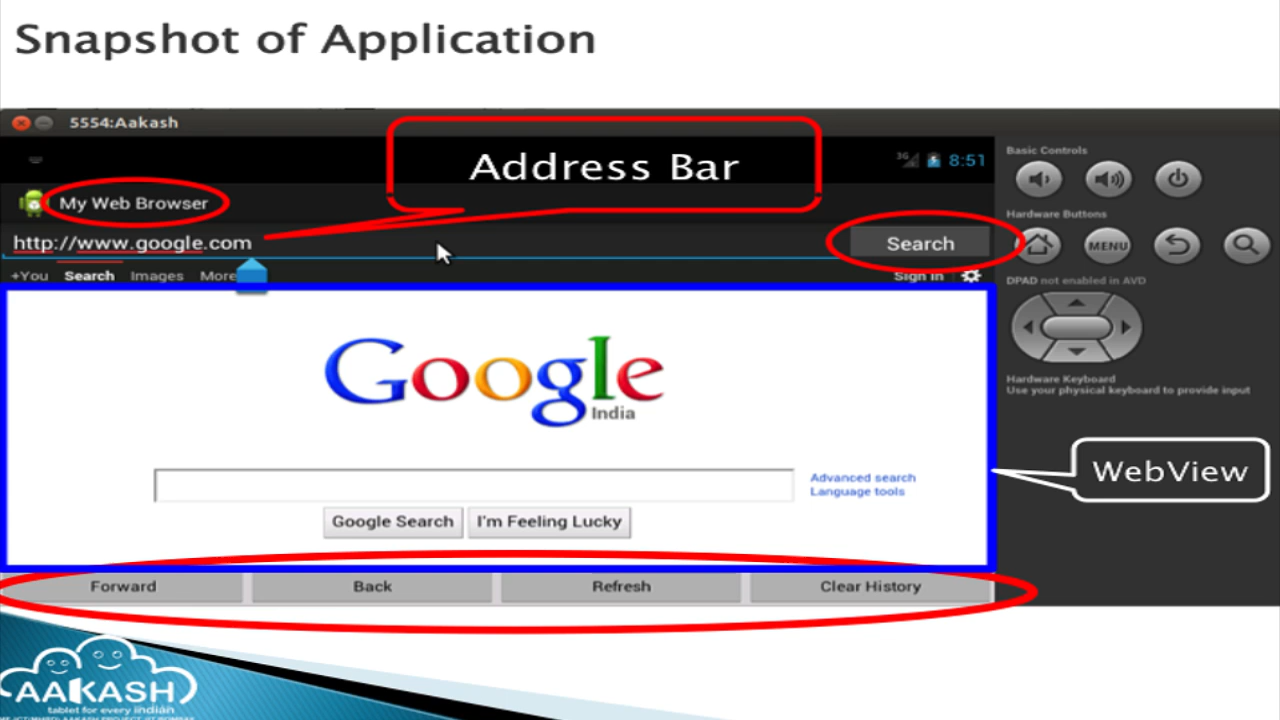 Snapshot of Application
5554:Aakash
Address Bar
3G
8:51
My Web Browser
http://www.google.com
Search
+You Search Images More
Sign in
Google
India
Advanced search
Language tools
Google Search I'm Feeling Lucky
Forward Back Refresh Clear History
Basic Controls
Hardware Buttons
MENU
DPAD not enabled in AVD
Hardware Keyboard
Use your physical keyboard to provide input
WebView
AAKASH
tablet for every indian